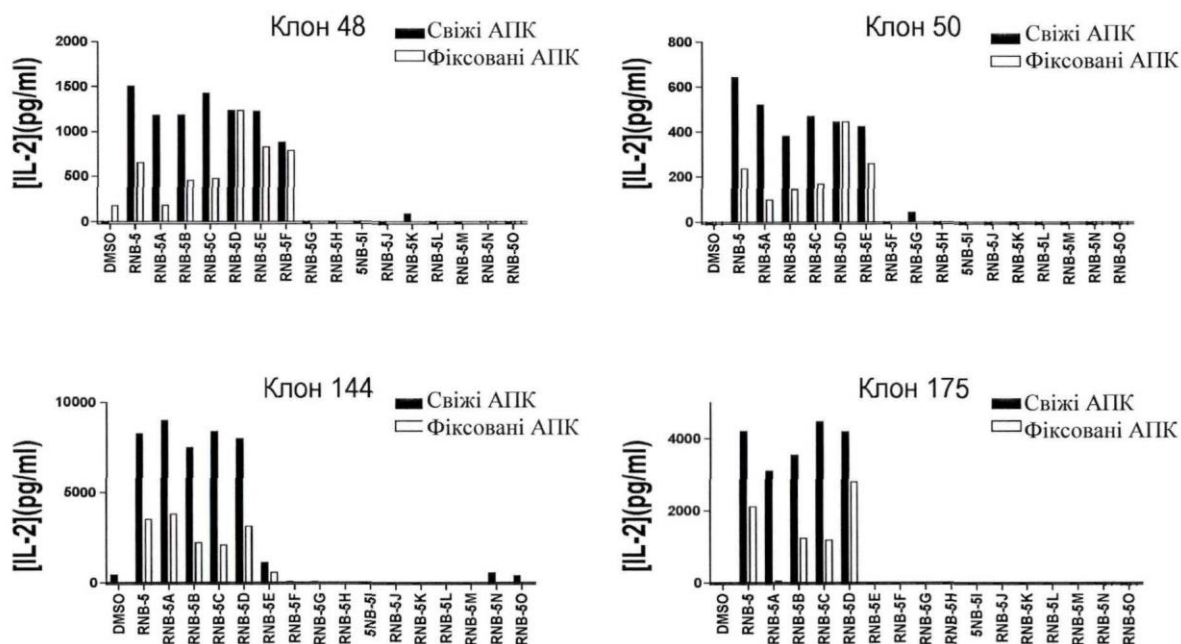 Клон 48
Свіжі АПК
Фіксовані АПК
[IL-2](pg/ml)
2000
1500
1000
500
0
DMSO
RNB-5
RNB-5A
RNB-5B
RNB-5C
RNB-5D
RNB-5E
RNB-5F
RNB-5G
RNB-5H
5NB-5I
RNB-5J
RNB-5K
RNB-5L
RNB-5M
RNB-5N
RNB-5O
Клон 50
Свіжі АПК
Фіксовані АПК
[IL-2](pg/ml)
800
600
400
200
0
DMSO
RNB-5
RNB-5A
RNB-5B
RNB-5C
RNB-5D
RNB-5E
RNB-5F
RNB-5G
RNB-5H
5NB-5I
RNB-5J
RNB-5K
RNB-5L
RNB-5M
RNB-5N
RNB-5O
Клон 144
Свіжі АПК
Фіксовані АПК
[IL-2](pg/ml)
10000
5000
0
DMSO
RNB-5
RNB-5A
RNB-5B
RNB-5C
RNB-5D
RNB-5E
RNB-5F
RNB-5G
RNB-5H
5NB-5I
RNB-5J
RNB-5K
RNB-5L
RNB-5M
RNB-5N
RNB-5O
Клон 175
Свіжі АПК
Фіксовані АПК
[IL-2](pg/ml)
4000
2000
0
DMSO
RNB-5
RNB-5A
RNB-5B
RNB-5C
RNB-5D
RNB-5E
RNB-5F
RNB-5G
RNB-5H
5NB-5I
RNB-5J
RNB-5K
RNB-5L
RNB-5M
RNB-5N
RNB-5O